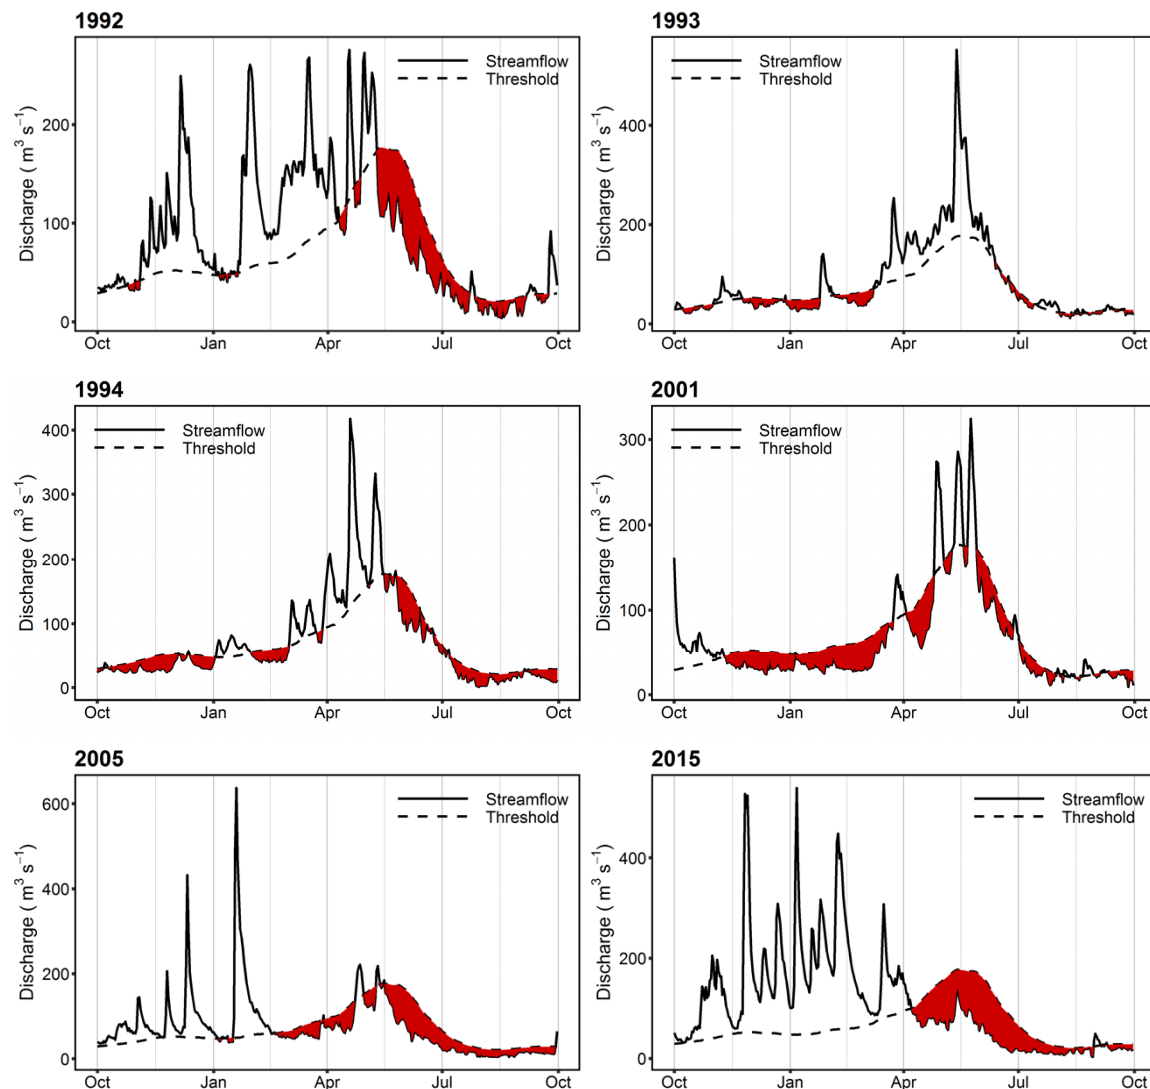 1992
Discharge ( m³ s⁻¹)
200
100
0
Streamflow
Threshold
Oct Jan Apr Jul Oct
1993
Discharge ( m³ s⁻¹)
400
200
0
Streamflow
Threshold
Oct Jan Apr Jul Oct
1994
Discharge ( m³ s⁻¹)
400
300
200
100
0
Streamflow
Threshold
Oct Jan Apr Jul Oct
2001
Discharge ( m³ s⁻¹)
300
200
100
0
Streamflow
Threshold
Oct Jan Apr Jul Oct
2005
Discharge ( m³ s⁻¹)
600
400
200
0
Streamflow
Threshold
Oct Jan Apr Jul Oct
2015
Discharge ( m³ s⁻¹)
400
200
0
Streamflow
Threshold
Oct Jan Apr Jul Oct